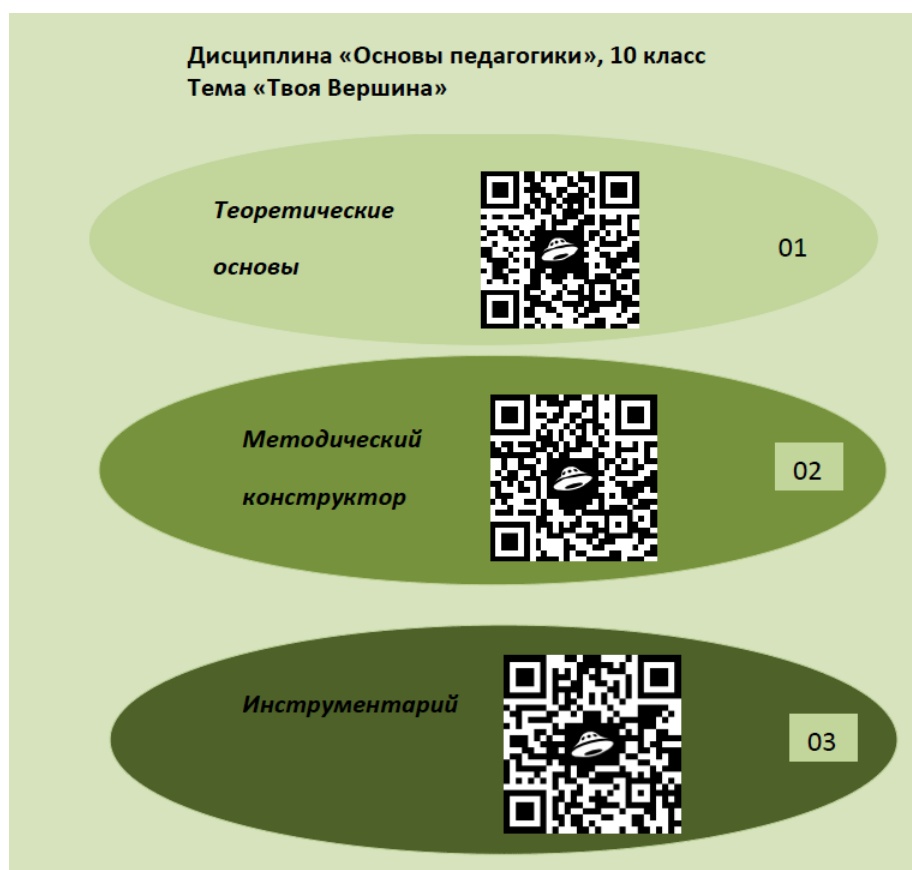 Дисциплина «Основы педагогики», 10 класс
Тема «Твоя Вершина»
Теоретические
основы
01
Методический
конструктор
02
Инструментарий
03